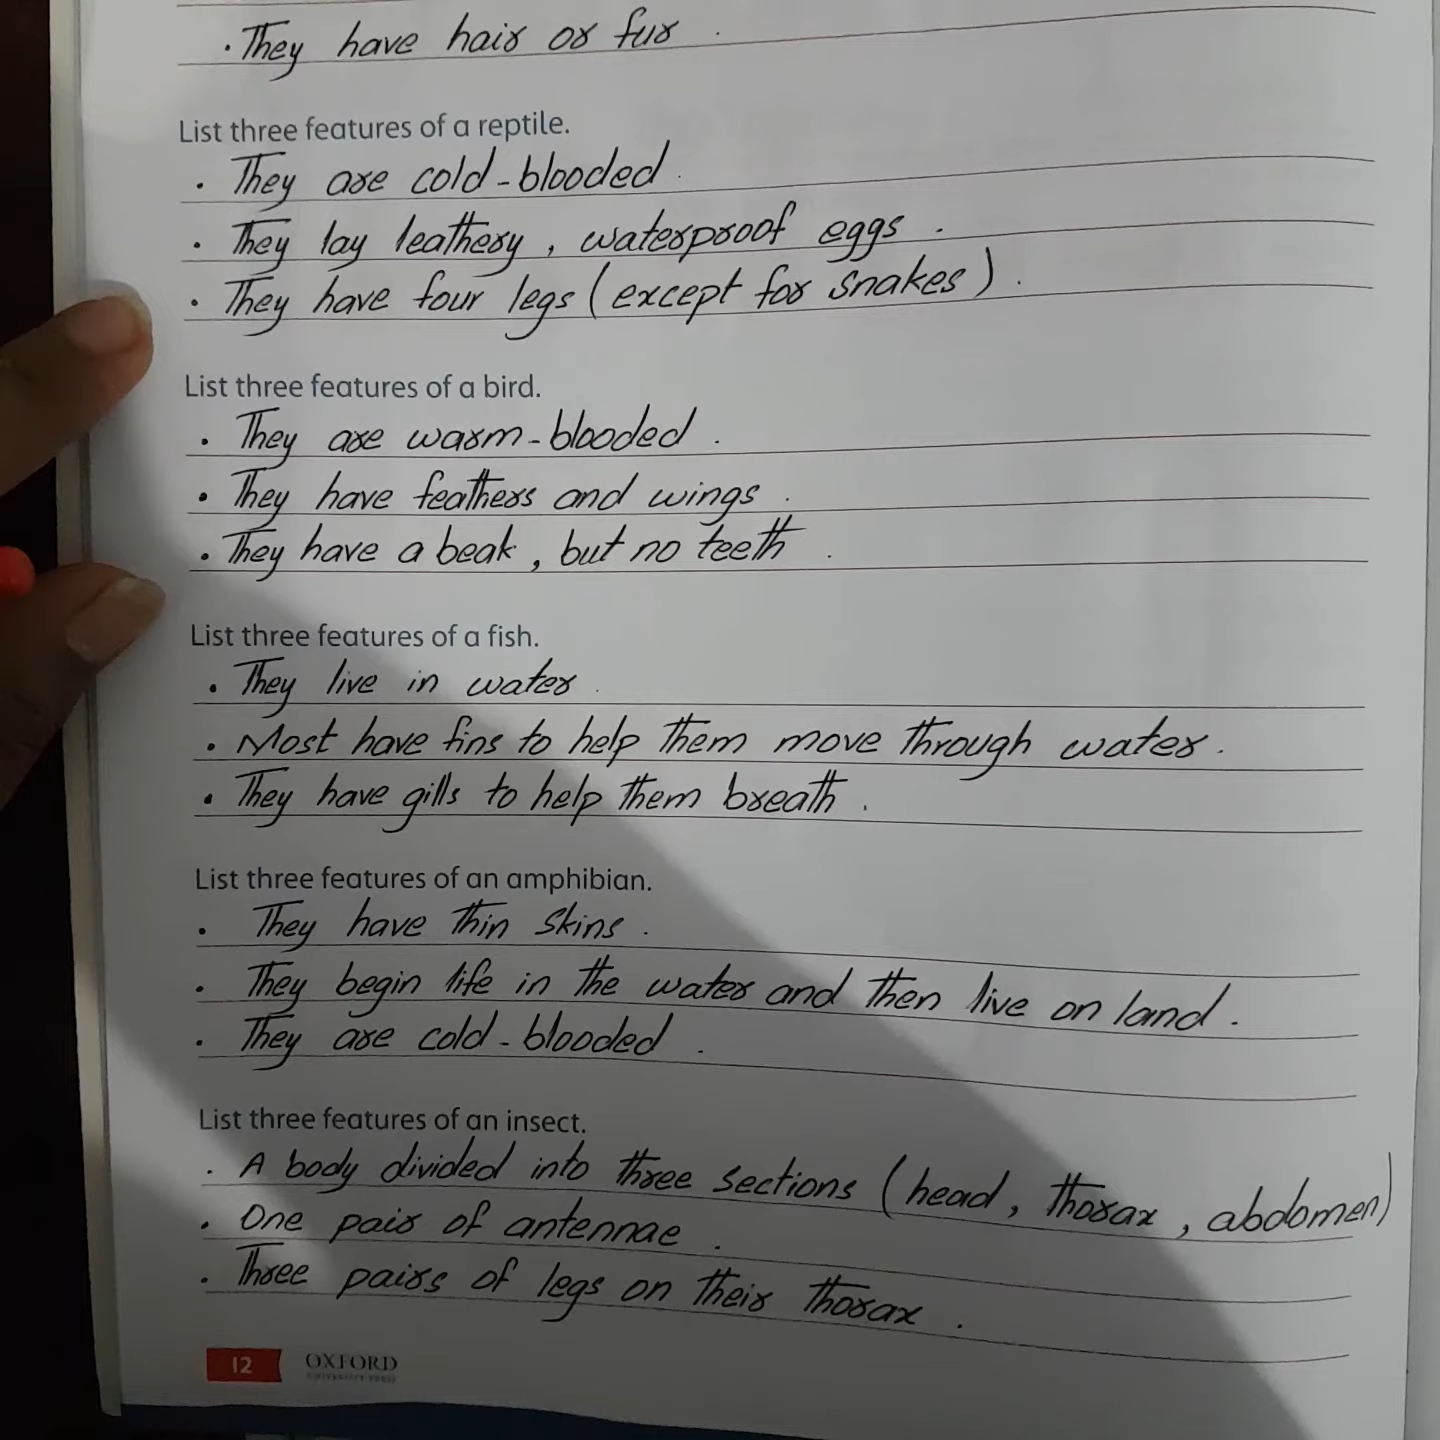 • They have hair or fur .
List three features of a reptile.
• They are cold-blooded .
• They lay leathery , waterproof eggs .
• They have four legs (except for snakes) .
List three features of a bird.
• They are warm-blooded .
• They have feathers and wings .
• They have a beak , but no teeth .
List three features of a fish.
• They live in water .
• Most have fins to help them move through water .
• They have gills to help them breath .
List three features of an amphibian.
• They have thin skins .
• They begin life in the water and then live on land .
• They are cold-blooded .
List three features of an insect.
• A body divided into three sections (head , thorax , abdomen)
• One pair of antennae .
• Three pairs of legs on their thorax .
12 OXFORD
UNIVERSITY PRESS